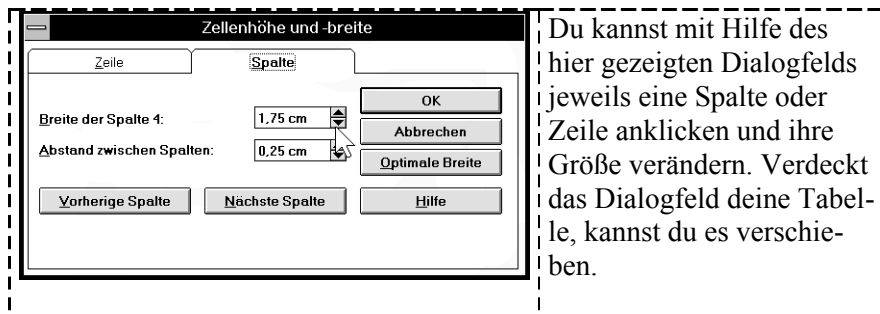 Zellenhöhe und -breite
Zeile Spalte
Breite der Spalte 4: 1,75 cm
Abstand zwischen Spalten: 0,25 cm
OK
Abbrechen
Optimale Breite
Vorherige Spalte Nächste Spalte Hilfe
Du kannst mit Hilfe des
hier gezeigten Dialogfelds
jeweils eine Spalte oder
Zeile anklicken und ihre
Größe verändern. Verdeckt
das Dialogfeld deine Tabel-
le, kannst du es verschie-
ben.